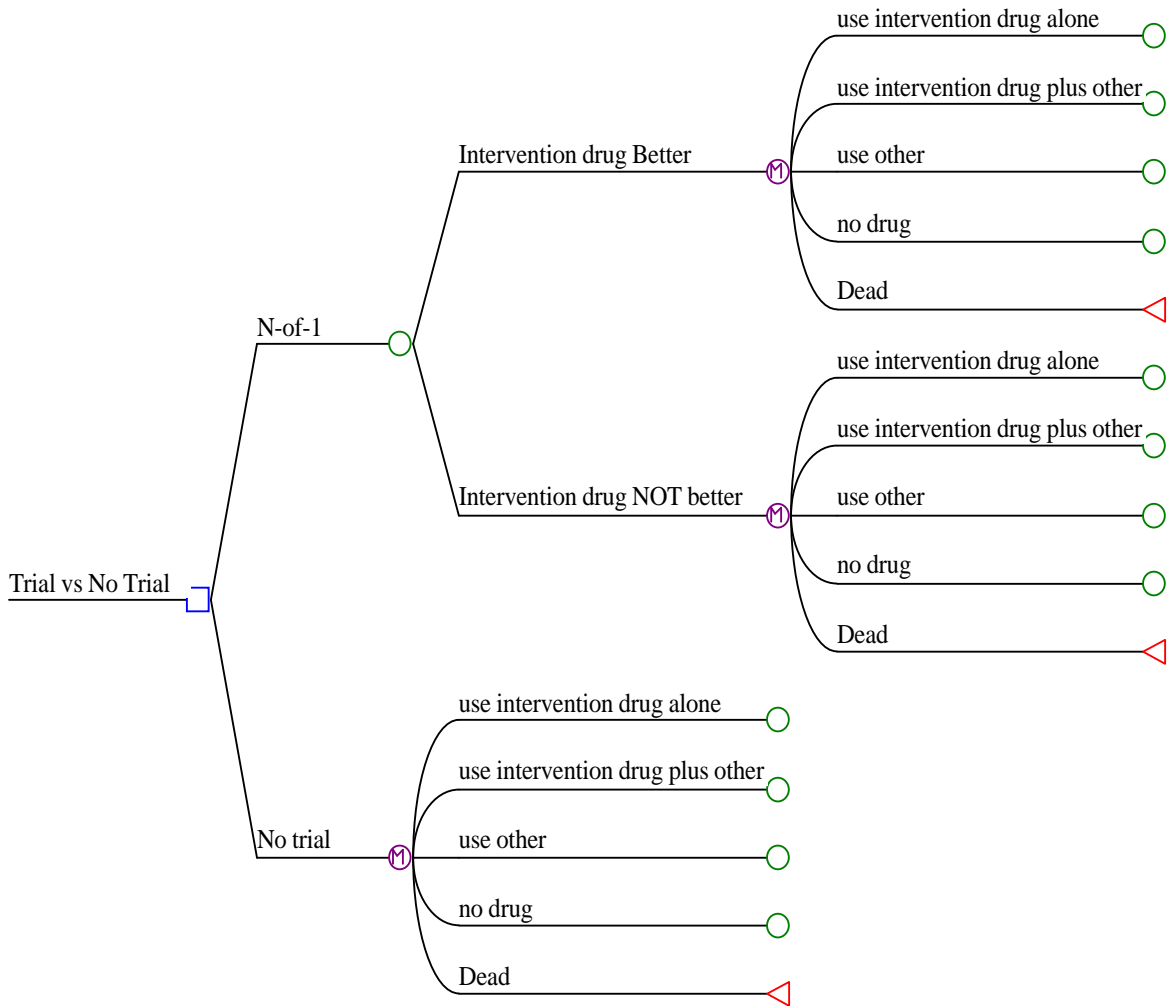 use intervention drug alone
use intervention drug plus other
Intervention drug Better
use other
no drug
Dead
N-of-1
use intervention drug alone
use intervention drug plus other
Intervention drug NOT better
use other
no drug
Dead
Trial vs No Trial
use intervention drug alone
use intervention drug plus other
No trial
use other
no drug
Dead
M
M
M